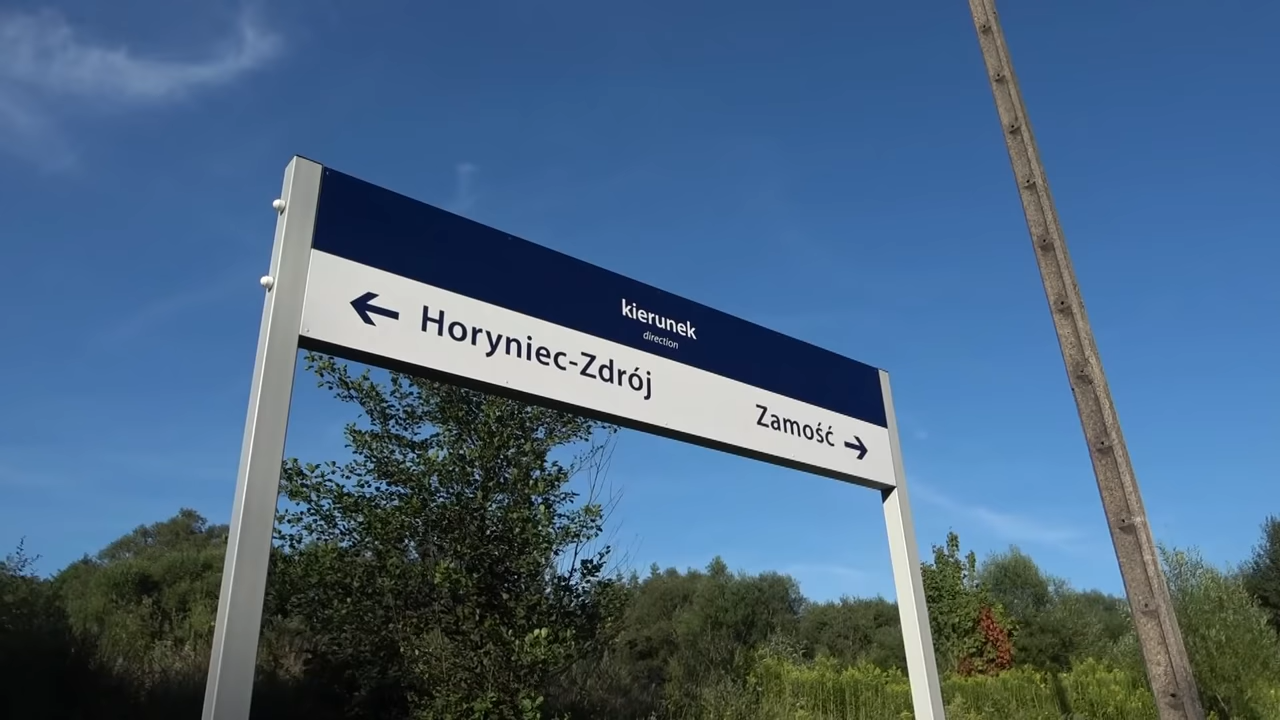 kierunek
direction
← Horyniec-Zdrój
Zamość →